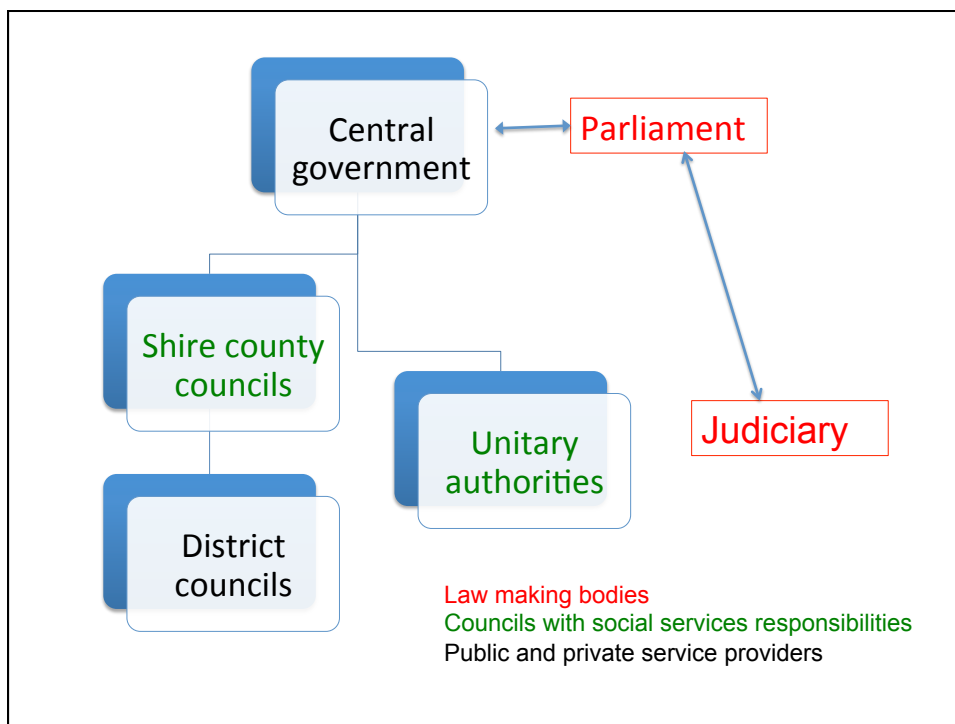 Central
government
Parliament
Shire county
councils
Unitary
authorities
Judiciary
District
councils
Law making bodies
Councils with social services responsibilities
Public and private service providers